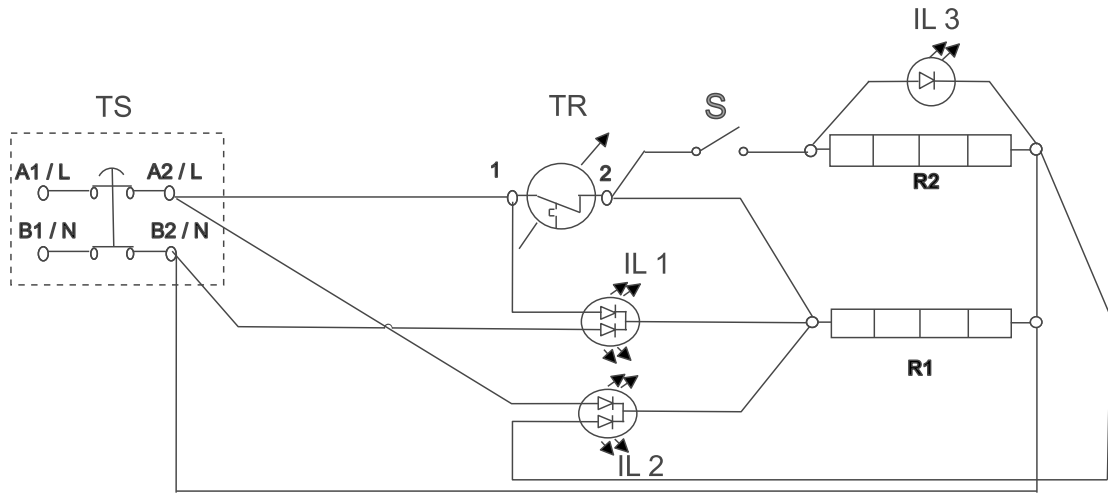 IL 3
TS
TR
S
A1 / L
A2 / L
1
2
R2
B1 / N
B2 / N
IL 1
R1
IL 2